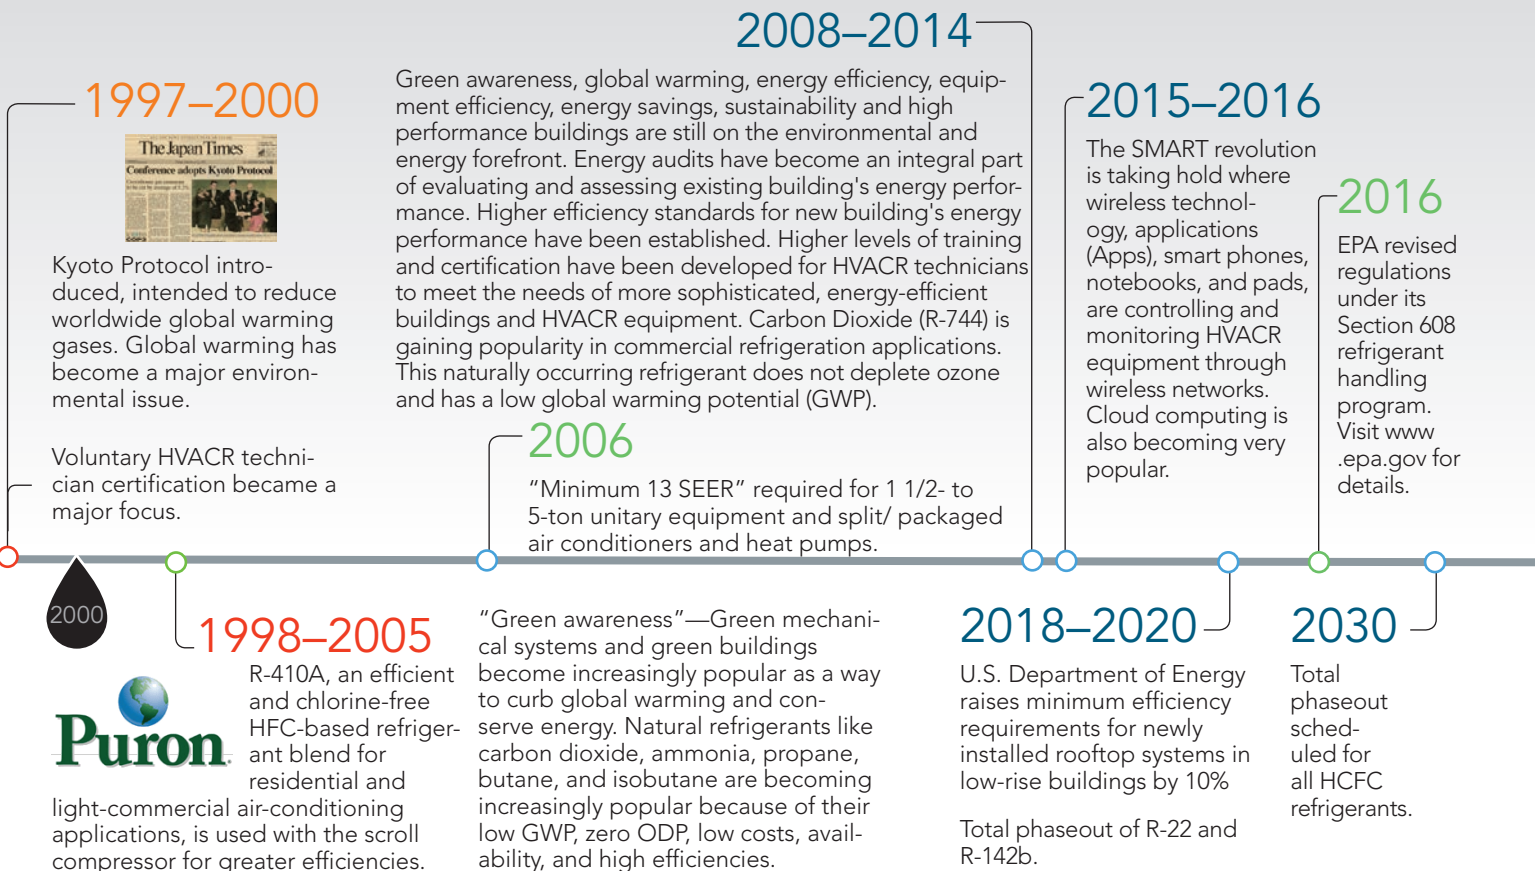 1997–2000
The Japan Times
Conference adopts Kyoto Protocol
Kyoto Protocol intro-
duced, intended to reduce
worldwide global warming
gases. Global warming has
become a major environ-
mental issue.
Voluntary HVACR techni-
cian certification became a
major focus.
2008–2014
Green awareness, global warming, energy efficiency, equip-
ment efficiency, energy savings, sustainability and high
performance buildings are still on the environmental and
energy forefront. Energy audits have become an integral part
of evaluating and assessing existing building's energy perfor-
mance. Higher efficiency standards for new building's energy
performance have been established. Higher levels of training
and certification have been developed for HVACR technicians
to meet the needs of more sophisticated, energy-efficient
buildings and HVACR equipment. Carbon Dioxide (R-744) is
gaining popularity in commercial refrigeration applications.
This naturally occurring refrigerant does not deplete ozone
and has a low global warming potential (GWP).
2006
“Minimum 13 SEER” required for 1 1/2- to
5-ton unitary equipment and split/ packaged
air conditioners and heat pumps.
2015–2016
The SMART revolution
is taking hold where
wireless technol-
ogy, applications
(Apps), smart phones,
notebooks, and pads,
are controlling and
monitoring HVACR
equipment through
wireless networks.
Cloud computing is
also becoming very
popular.
2016
EPA revised
regulations
under its
Section 608
refrigerant
handling
program.
Visit www
.epa.gov for
details.
2000
1998–2005
Puron
R-410A, an efficient
and chlorine-free
HFC-based refriger-
ant blend for
residential and
light-commercial air-conditioning
applications, is used with the scroll
compressor for greater efficiencies.
“Green awareness”—Green mechani-
cal systems and green buildings
become increasingly popular as a way
to curb global warming and con-
serve energy. Natural refrigerants like
carbon dioxide, ammonia, propane,
butane, and isobutane are becoming
increasingly popular because of their
low GWP, zero ODP, low costs, avail-
ability, and high efficiencies.
2018–2020
U.S. Department of Energy
raises minimum efficiency
requirements for newly
installed rooftop systems in
low-rise buildings by 10%
Total phaseout of R-22 and
R-142b.
2030
Total
phaseout
sched-
uled for
all HCFC
refrigerants.